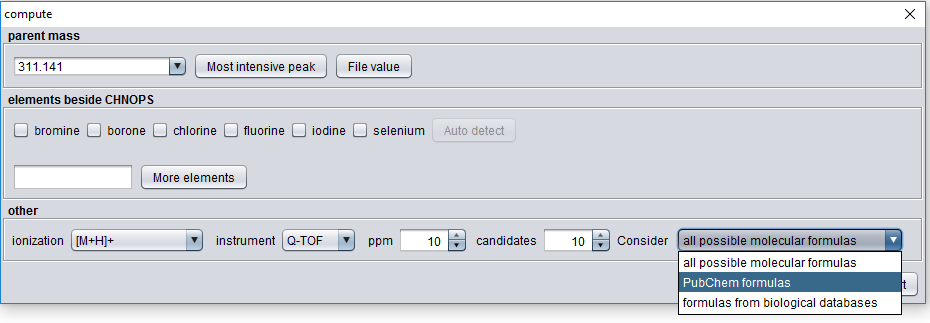 compute
parent mass
311.141 Most intensive peak File value
elements beside CHNOPS
bromine borone chlorine fluorine iodine selenium Auto detect
More elements
other
ionization [M+H]+ instrument Q-TOF ppm 10 candidates 10 Consider all possible molecular formulas
all possible molecular formulas
PubChem formulas
formulas from biological databases